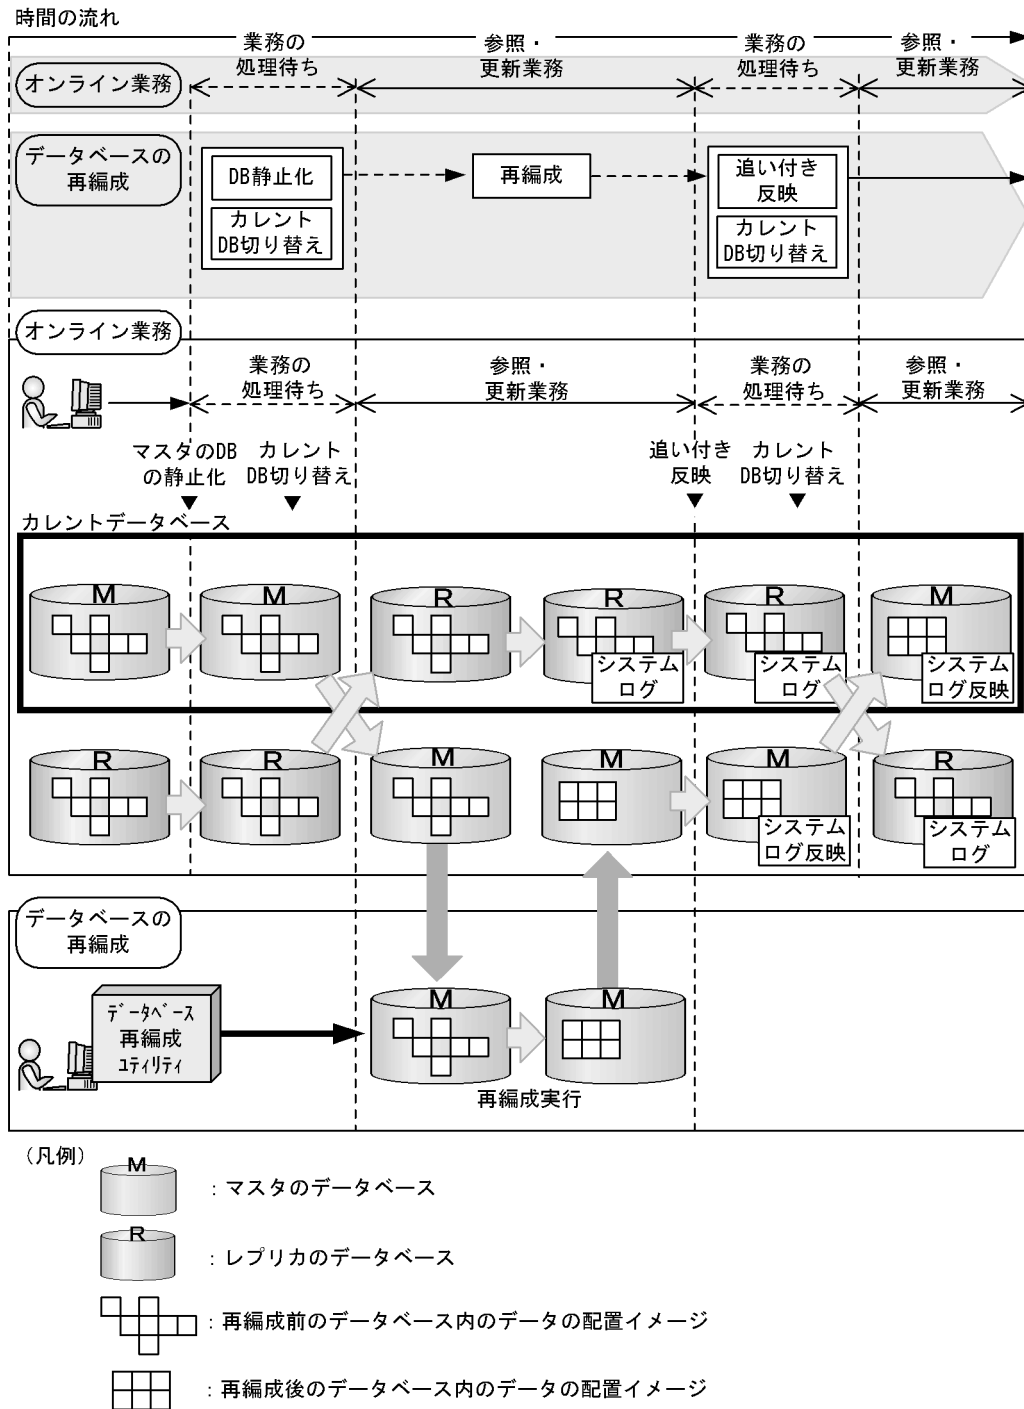 時間の流れ
業務の
処理待ち
参照・
更新業務
業務の
処理待ち
参照・
更新業務
オンライン業務
データベースの
再編成
DB静止化
カレント
DB切り替え
再編成
追い付き
反映
カレント
DB切り替え
オンライン業務
業務の
処理待ち
参照・
更新業務
業務の
処理待ち
参照・
更新業務
マスタのDB
の静止化
カレント
DB切り替え
追い付き
反映
カレント
DB切り替え
カレントデータベース
M
M
R
R
システム
ログ
R
システム
ログ
M
システム
ログ反映
R
R
M
M
M
システム
ログ反映
R
システム
ログ
データベースの
再編成
データベース
再編成
ユティリティ
M
M
再編成実行
（凡例）
M
：マスタのデータベース
R
：レプリカのデータベース
：再編成前のデータベース内のデータの配置イメージ
：再編成後のデータベース内のデータの配置イメージ